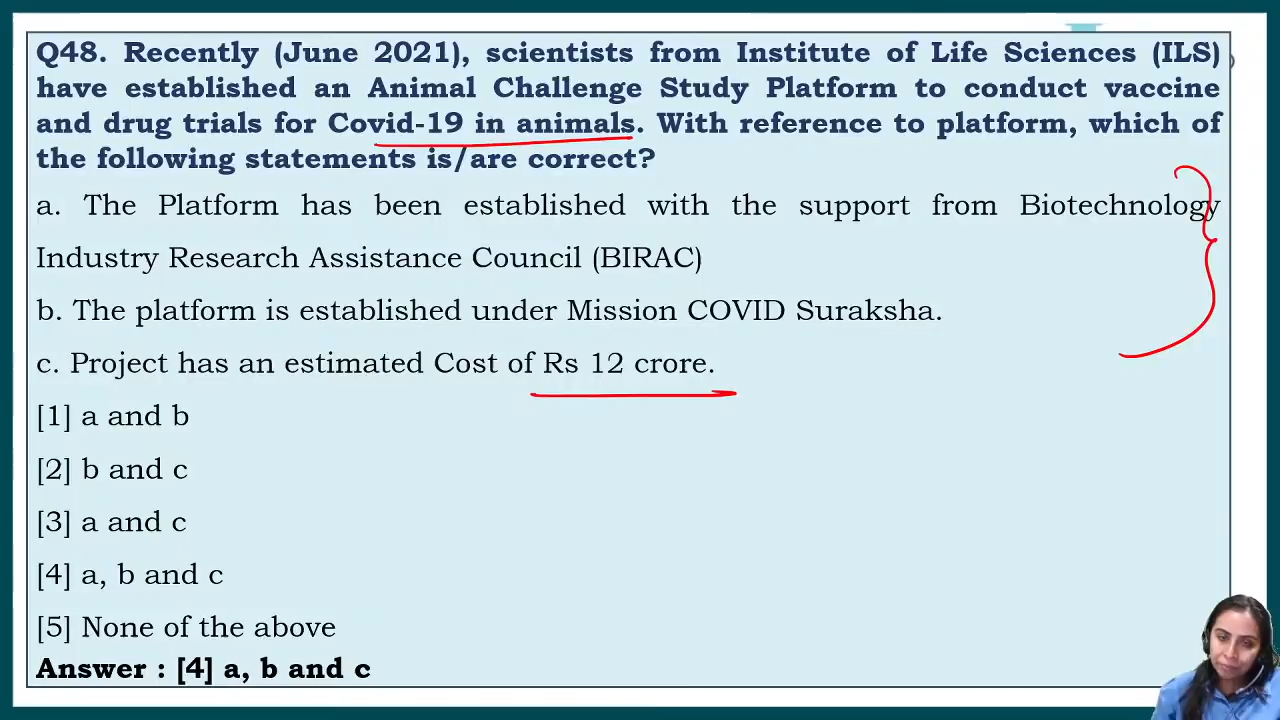 Q48. Recently (June 2021), scientists from Institute of Life Sciences (ILS)
have established an Animal Challenge Study Platform to conduct vaccine
and drug trials for Covid-19 in animals. With reference to platform, which of
the following statements is/are correct?
a. The Platform has been established with the support from Biotechnology
Industry Research Assistance Council (BIRAC)
b. The platform is established under Mission COVID Suraksha.
c. Project has an estimated Cost of Rs 12 crore.
[1] a and b
[2] b and c
[3] a and c
[4] a, b and c
[5] None of the above
Answer : [4] a, b and c